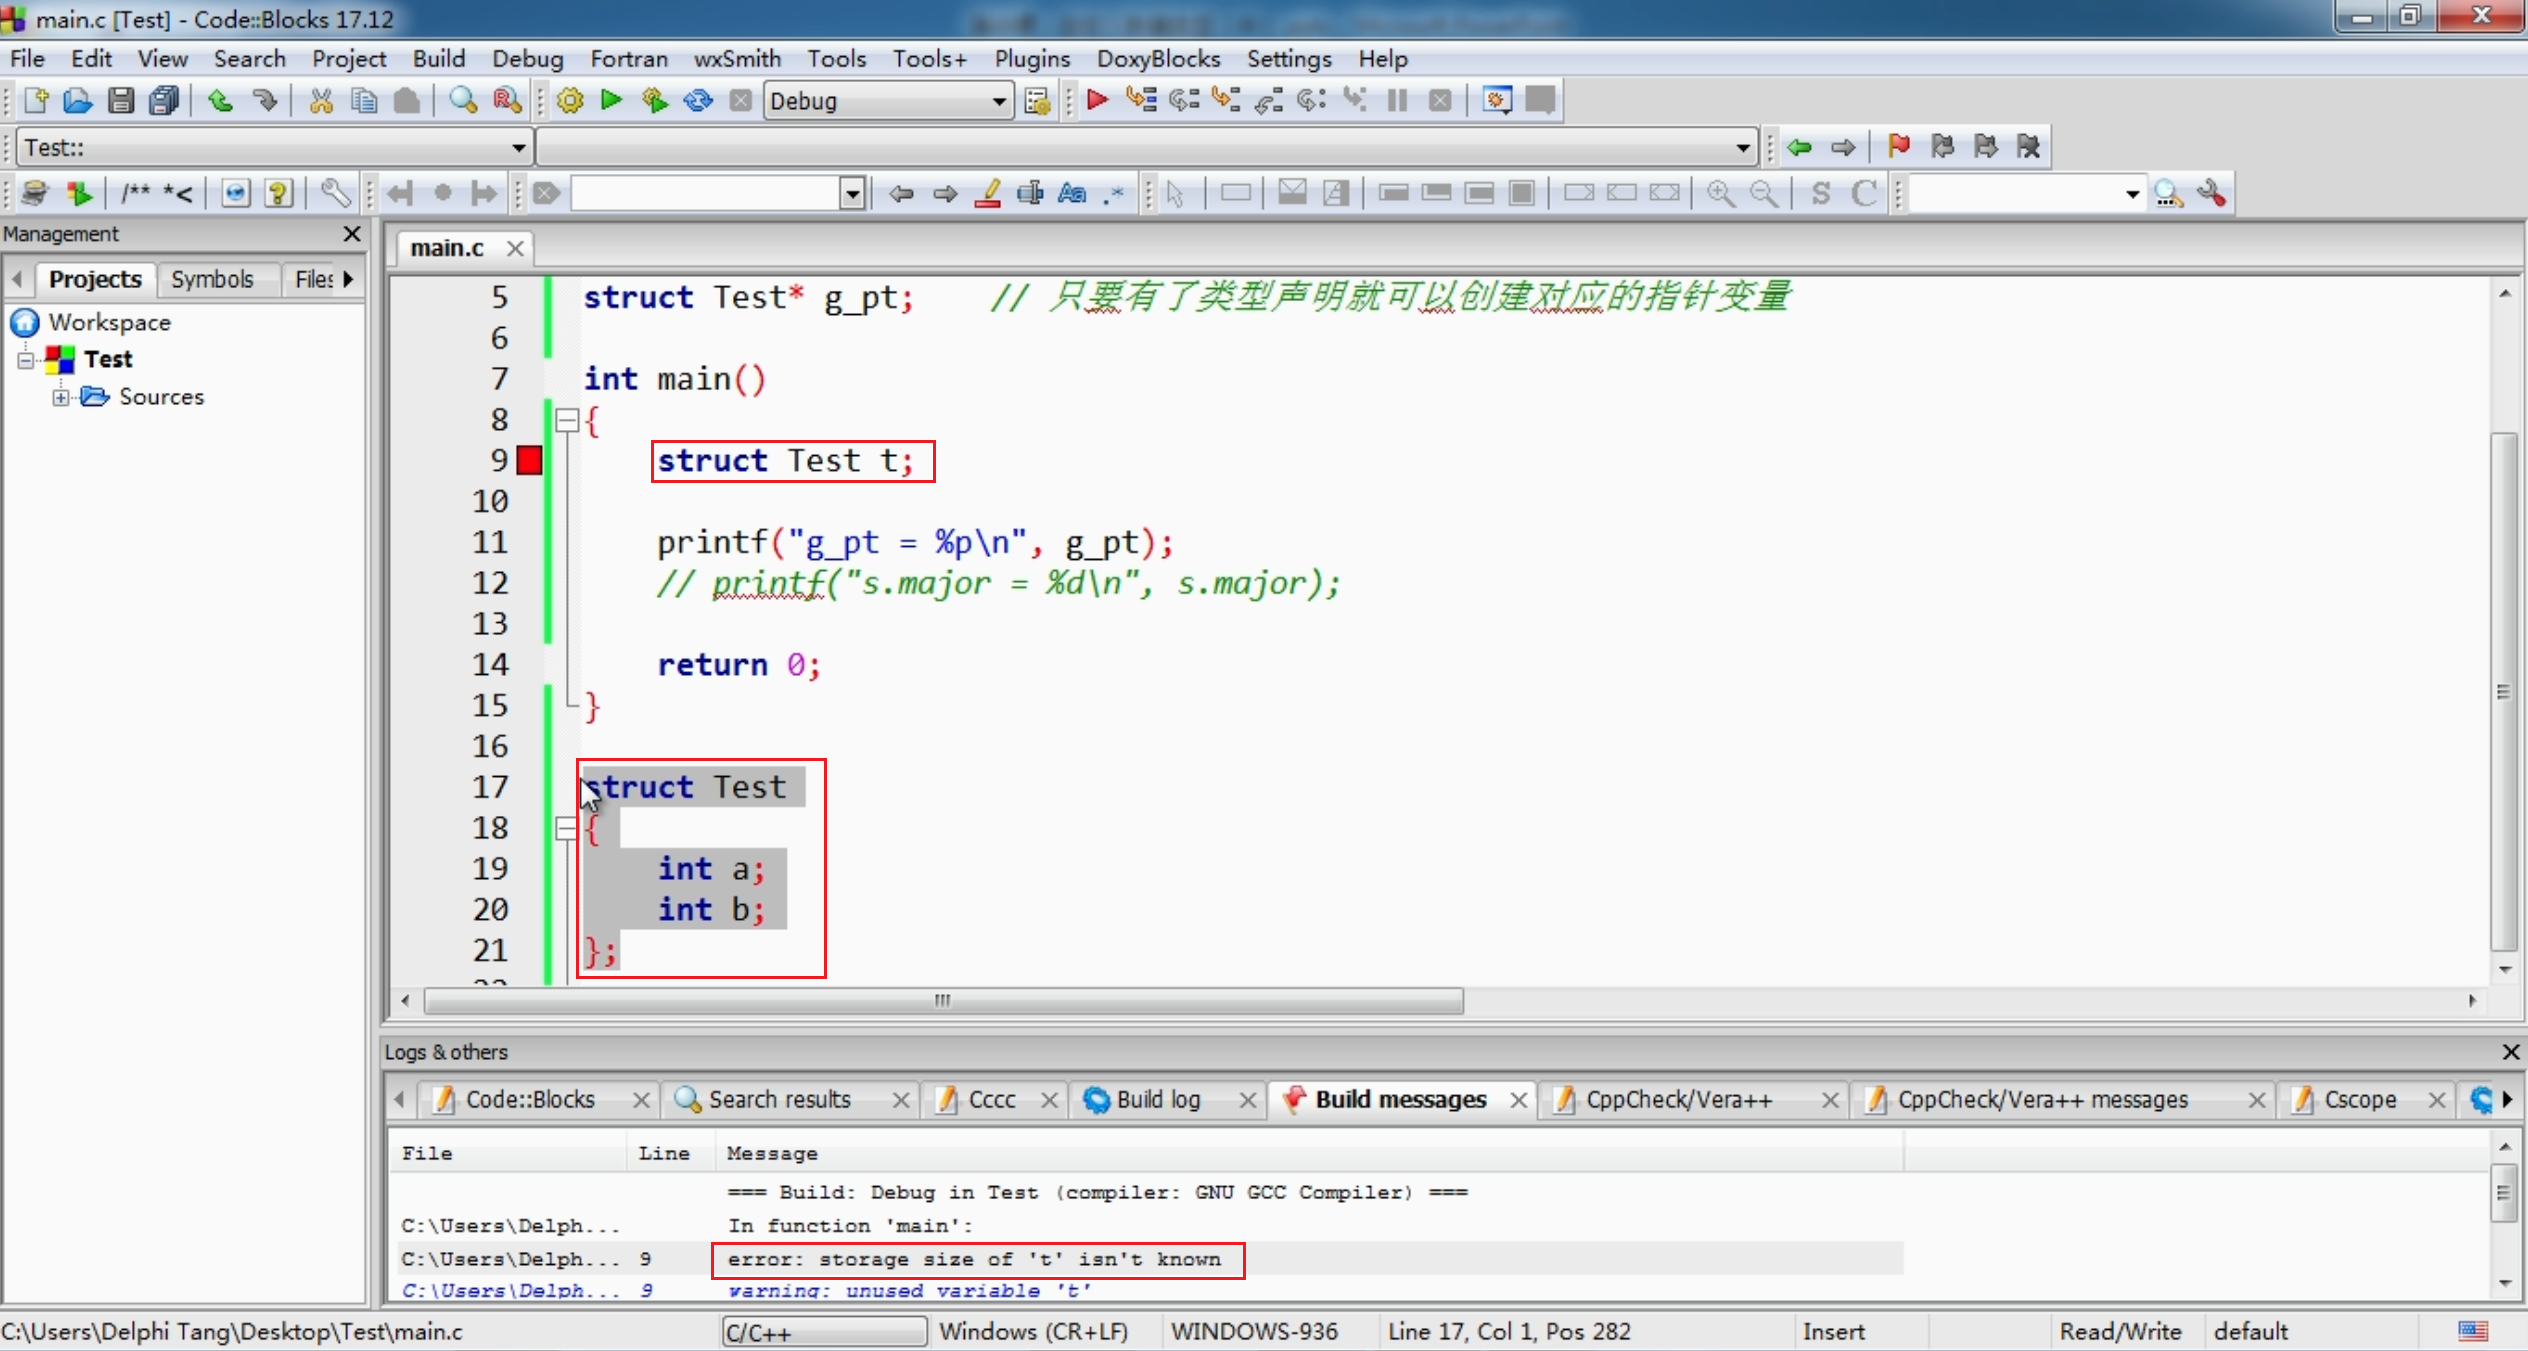 main.c [Test] - Code::Blocks 17.12
File Edit View Search Project Build Debug Fortran wxSmith Tools Tools+ Plugins DoxyBlocks Settings Help
Debug
Test::
/** *<
Aa .*
S C
Management
main.c
Projects Symbols Files
Workspace
Test
Sources
5 struct Test* g_pt; // 只要有了类型声明就可以创建对应的指针变量
6
7 int main()
8 {
9 struct Test t;
10
11 printf("g_pt = %p\n", g_pt);
12 // printf("s.major = %d\n", s.major);
13
14 return 0;
15 }
16
17 struct Test
18 {
19 int a;
20 int b;
21 };
Logs & others
Code::Blocks Search results Cccc Build log Build messages CppCheck/Vera++ CppCheck/Vera++ messages Cscope
File Line Message
=== Build: Debug in Test (compiler: GNU GCC Compiler) ===
C:\Users\Delph... In function 'main':
C:\Users\Delph... 9 error: storage size of 't' isn't known
C:\Users\Delph... 9 warning: unused variable 't'
C:\Users\Delphi Tang\Desktop\Test\main.c C/C++ Windows (CR+LF) WINDOWS-936 Line 17, Col 1, Pos 282 Insert Read/Write default